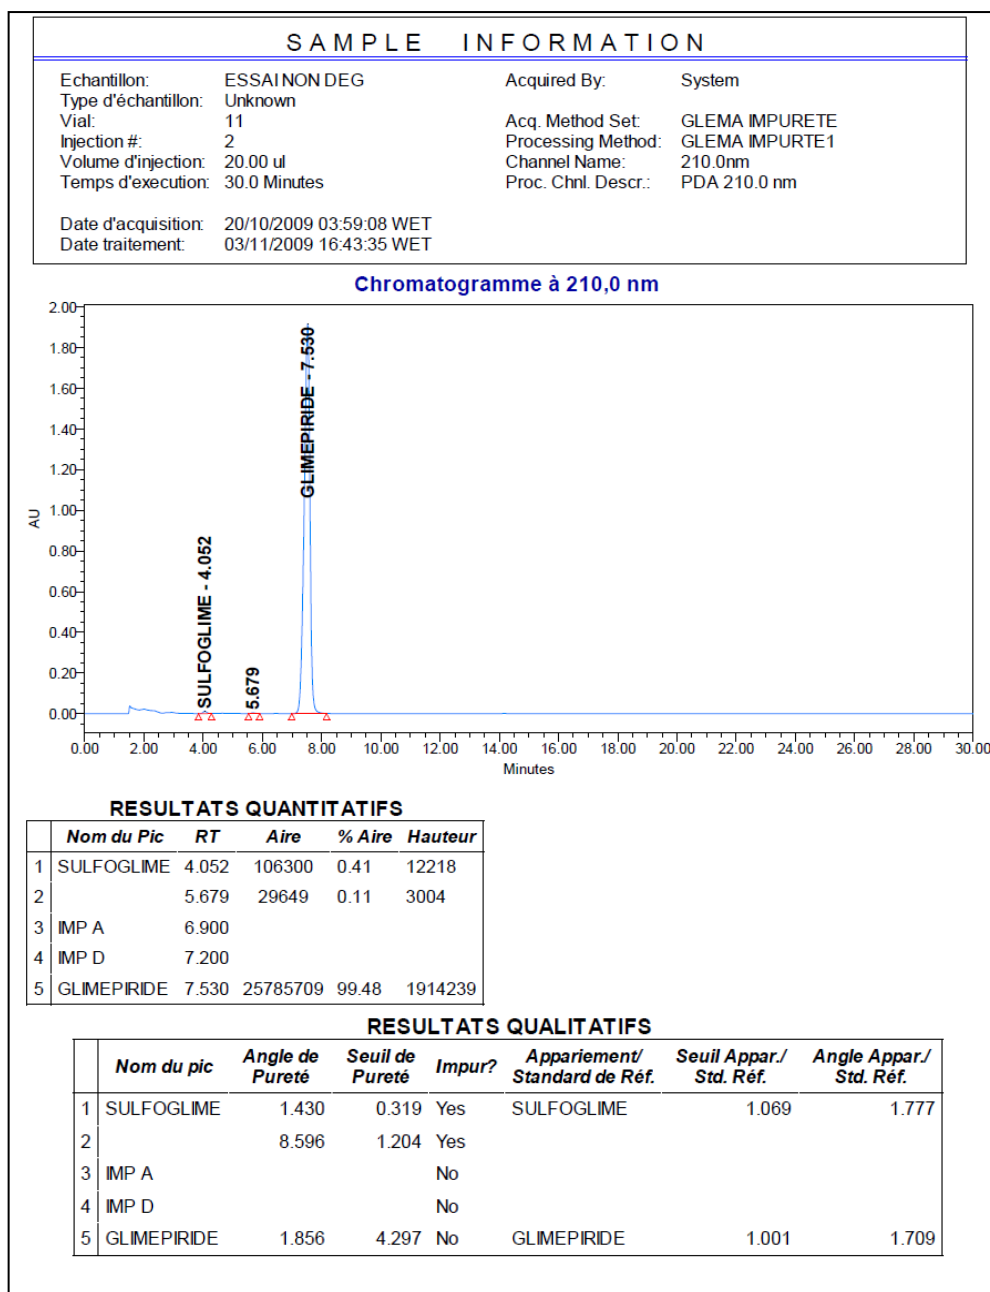 SAMPLE INFORMATION
Echantillon: ESSAI NON DEG Acquired By: System
Type d'échantillon: Unknown
Vial: 11 Acq. Method Set: GLEMA IMPURETE
Injection #: 2 Processing Method: GLEMA IMPURTE1
Volume d'injection: 20.00 ul Channel Name: 210.0nm
Temps d'execution: 30.0 Minutes Proc. Chnl. Descr.: PDA 210.0 nm
Date d'acquisition: 20/10/2009 03:59:08 WET
Date traitement: 03/11/2009 16:43:35 WET
Chromatogramme à 210,0 nm
2.00
1.80
1.60
1.40
1.20
1.00
0.80
0.60
0.40
0.20
0.00
AU
SULFOGLIME - 4.052
5.679
GLIMEPIRIDE - 7.530
0.00 2.00 4.00 6.00 8.00 10.00 12.00 14.00 16.00 18.00 20.00 22.00 24.00 26.00 28.00 30.00
Minutes
RESULTATS QUANTITATIFS
Nom du Pic RT Aire % Aire Hauteur
1 SULFOGLIME 4.052 106300 0.41 12218
2 5.679 29649 0.11 3004
3 IMP A 6.900
4 IMP D 7.200
5 GLIMEPIRIDE 7.530 25785709 99.48 1914239
RESULTATS QUALITATIFS
Nom du pic Angle de Pureté Seuil de Pureté Impur? Appariement/ Standard de Réf. Seuil Appar./ Std. Réf. Angle Appar./ Std. Réf.
1 SULFOGLIME 1.430 0.319 Yes SULFOGLIME 1.069 1.777
2 8.596 1.204 Yes
3 IMP A No
4 IMP D No
5 GLIMEPIRIDE 1.856 4.297 No GLIMEPIRIDE 1.001 1.709